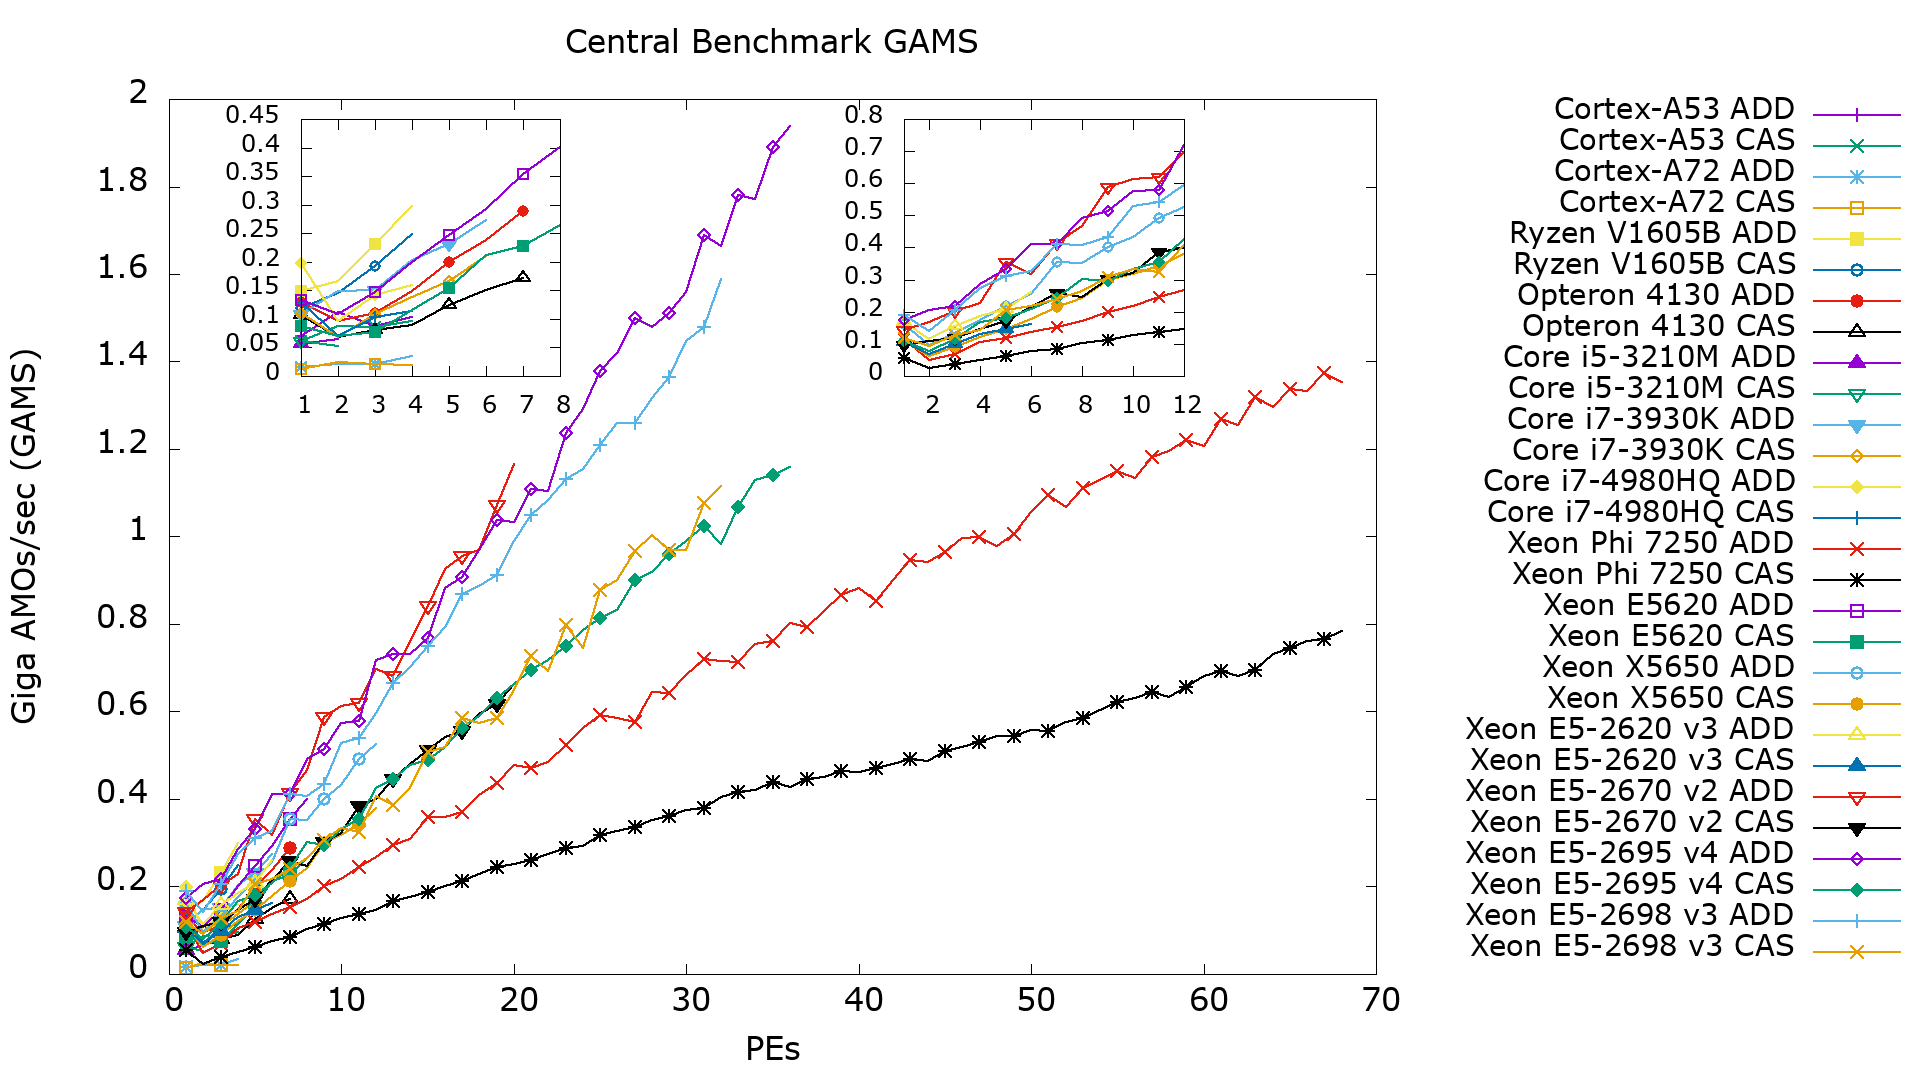 Central Benchmark GAMS
2
1.8
1.6
1.4
1.2
1
0.8
0.6
0.4
0.2
0
Giga AMOs/sec (GAMS)
0 10 20 30 40 50 60 70
PEs
0.45
0.4
0.35
0.3
0.25
0.2
0.15
0.1
0.05
0
1 2 3 4 5 6 7 8
0.8
0.7
0.6
0.5
0.4
0.3
0.2
0.1
0
2 4 6 8 10 12
Cortex-A53 ADD
Cortex-A53 CAS
Cortex-A72 ADD
Cortex-A72 CAS
Ryzen V1605B ADD
Ryzen V1605B CAS
Opteron 4130 ADD
Opteron 4130 CAS
Core i5-3210M ADD
Core i5-3210M CAS
Core i7-3930K ADD
Core i7-3930K CAS
Core i7-4980HQ ADD
Core i7-4980HQ CAS
Xeon Phi 7250 ADD
Xeon Phi 7250 CAS
Xeon E5620 ADD
Xeon E5620 CAS
Xeon X5650 ADD
Xeon X5650 CAS
Xeon E5-2620 v3 ADD
Xeon E5-2620 v3 CAS
Xeon E5-2670 v2 ADD
Xeon E5-2670 v2 CAS
Xeon E5-2695 v4 ADD
Xeon E5-2695 v4 CAS
Xeon E5-2698 v3 ADD
Xeon E5-2698 v3 CAS